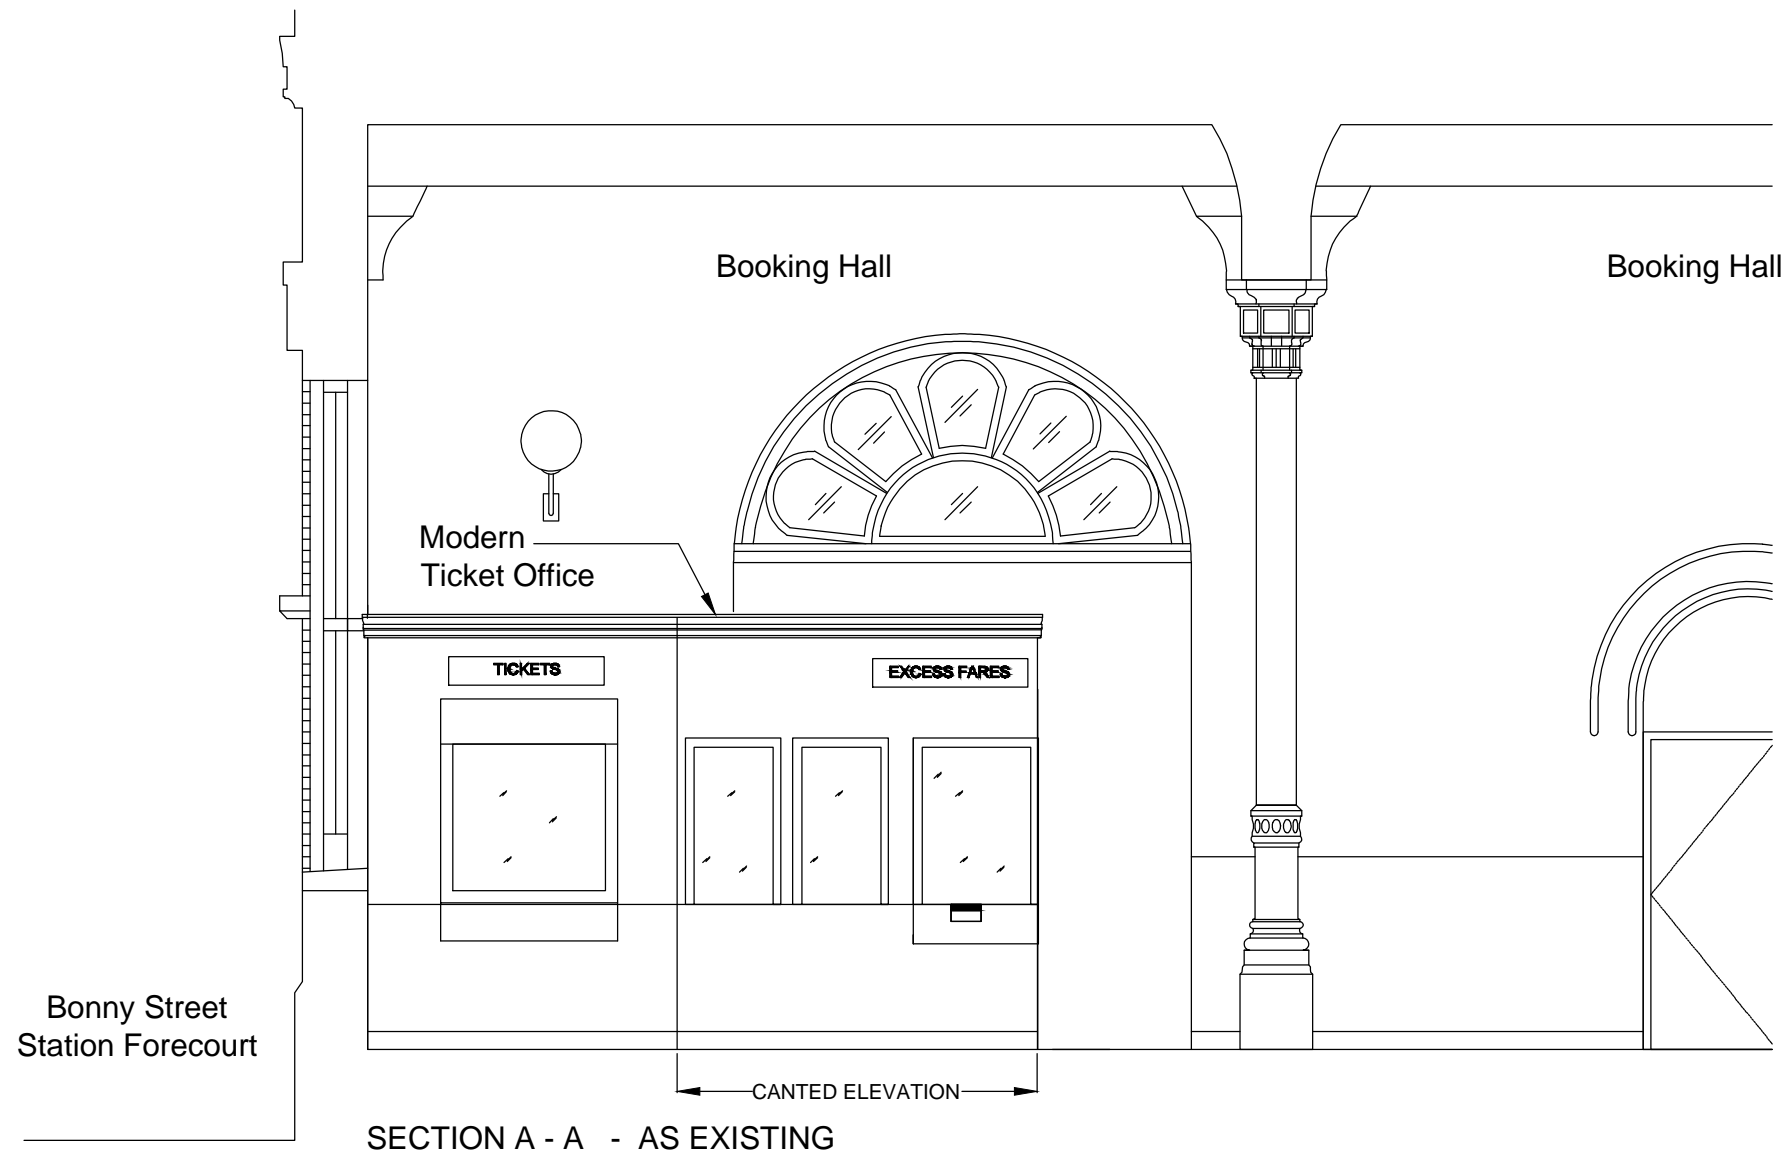 Booking Hall
Booking Hall
Modern
Ticket Office
TICKETS
EXCESS FARES
Bonny Street
Station Forecourt
CANTED ELEVATION
SECTION A - A - AS EXISTING